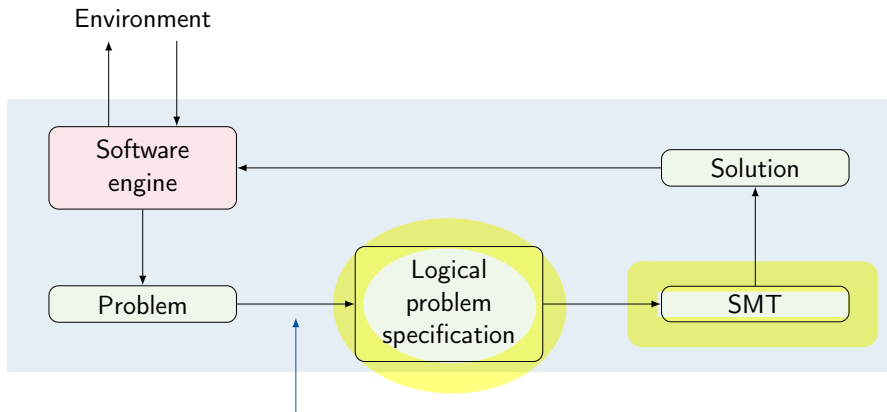 Environment
Software
engine
Solution
Problem
Logical
problem
specification
SMT